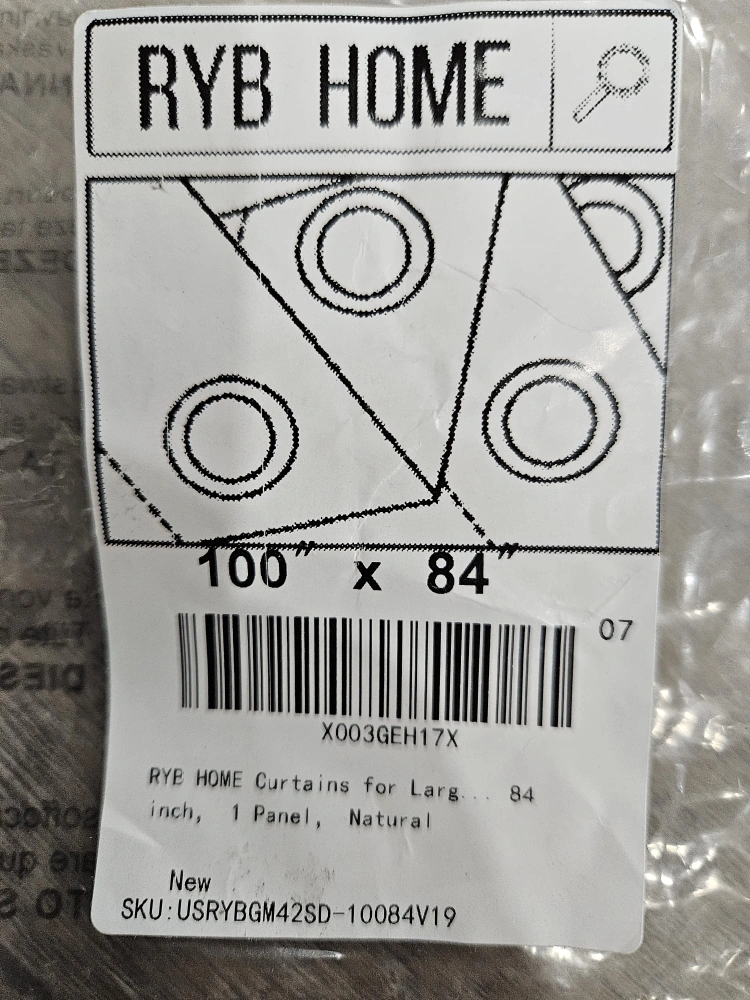 RYB HOME
100" x 84"
07
X003GEH17X
RYB HOME Curtains for Larg... 84
inch, 1 Panel, Natural
New
SKU:USRYBGM42SD-10084V19